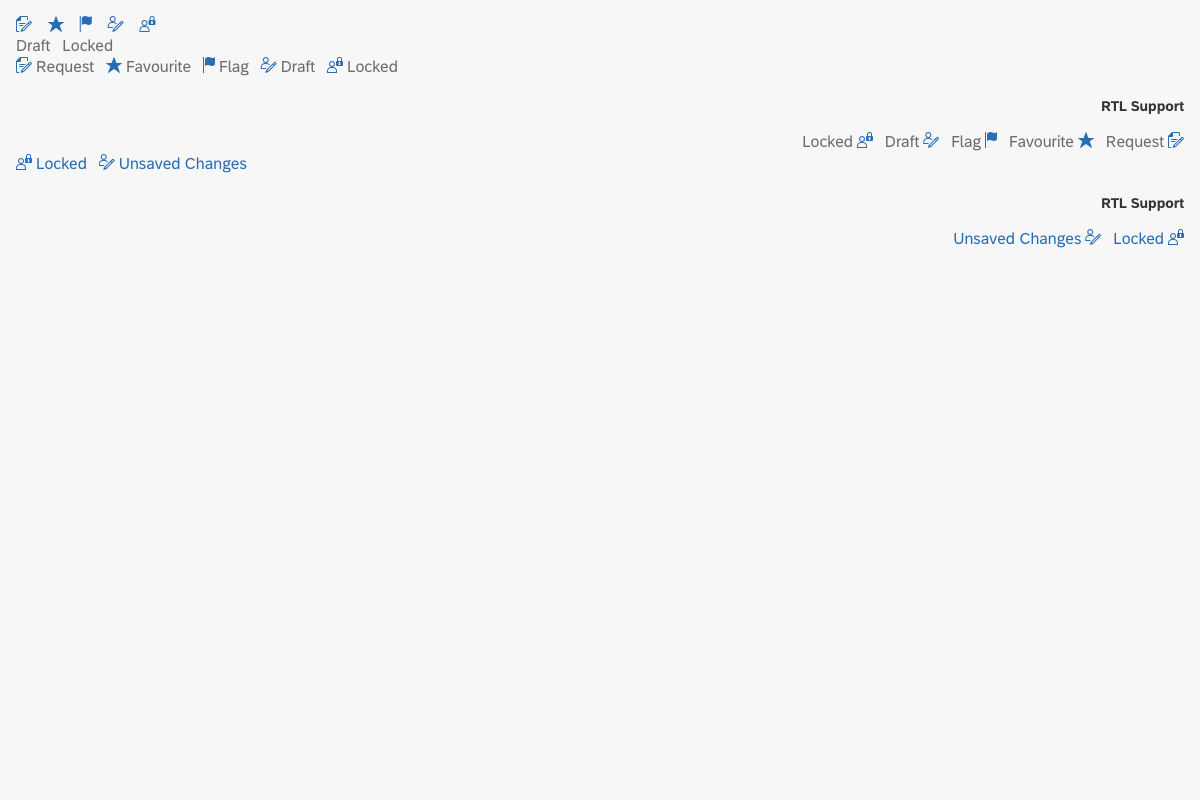 Draft Locked
Request Favourite Flag Draft Locked
RTL Support
Locked Draft Flag Favourite Request
Locked Unsaved Changes
RTL Support
Unsaved Changes Locked